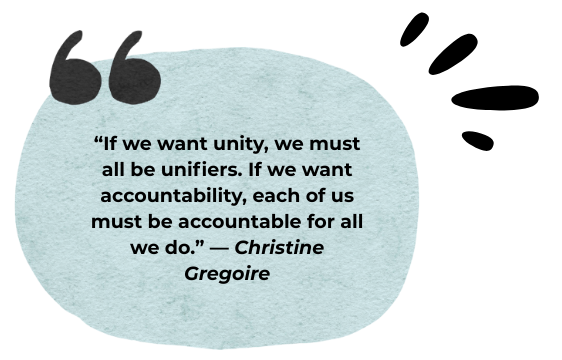 “If we want unity, we must
all be unifiers. If we want
accountability, each of us
must be accountable for all
we do.” — Christine
Gregoire